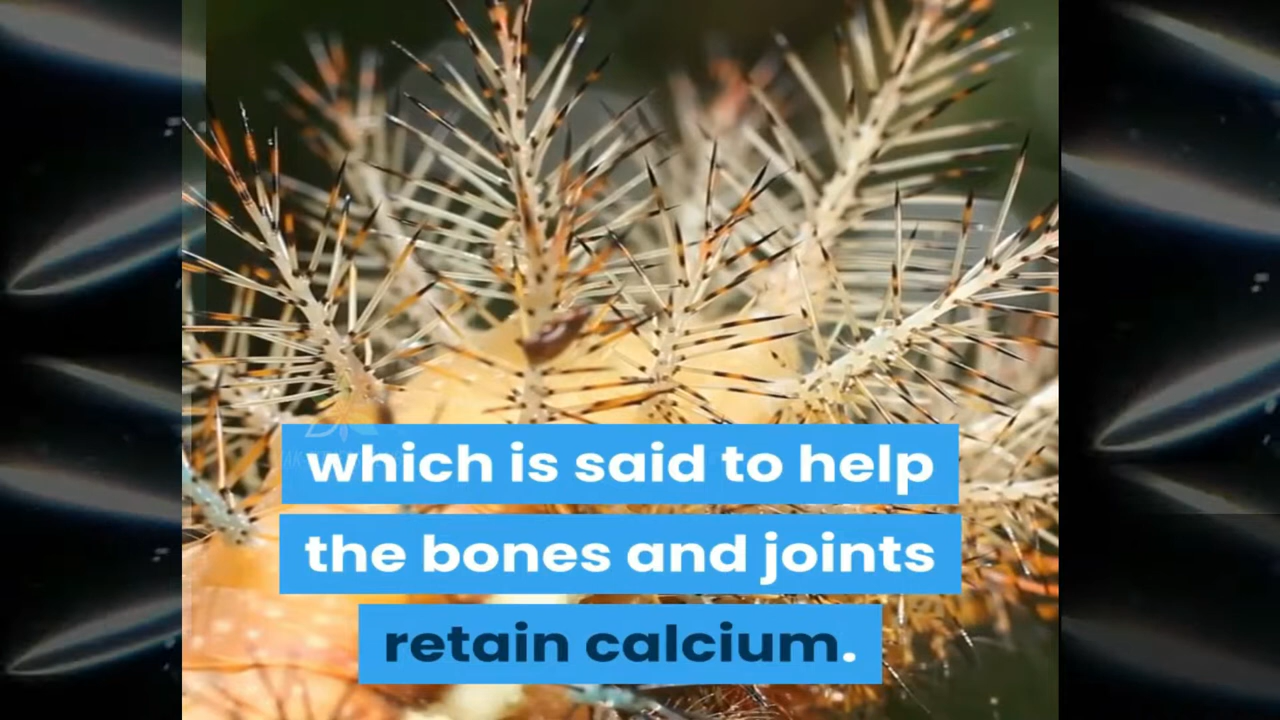 which is said to help
the bones and joints
retain calcium.